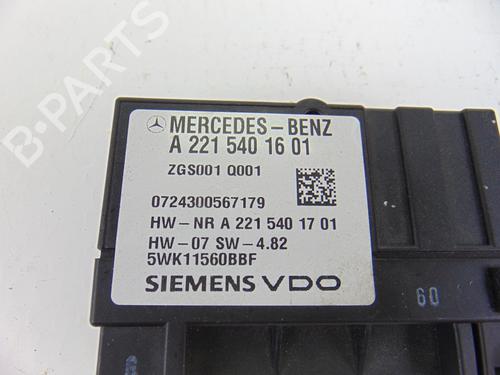 MERCEDES-BENZ
A 221 540 16 01
ZGS001 Q001
0724300567179
HW-NR A 221 540 17 01
HW-07 SW-4.82
5WK11560BBF
SIEMENS VDO
60
B-PARTS